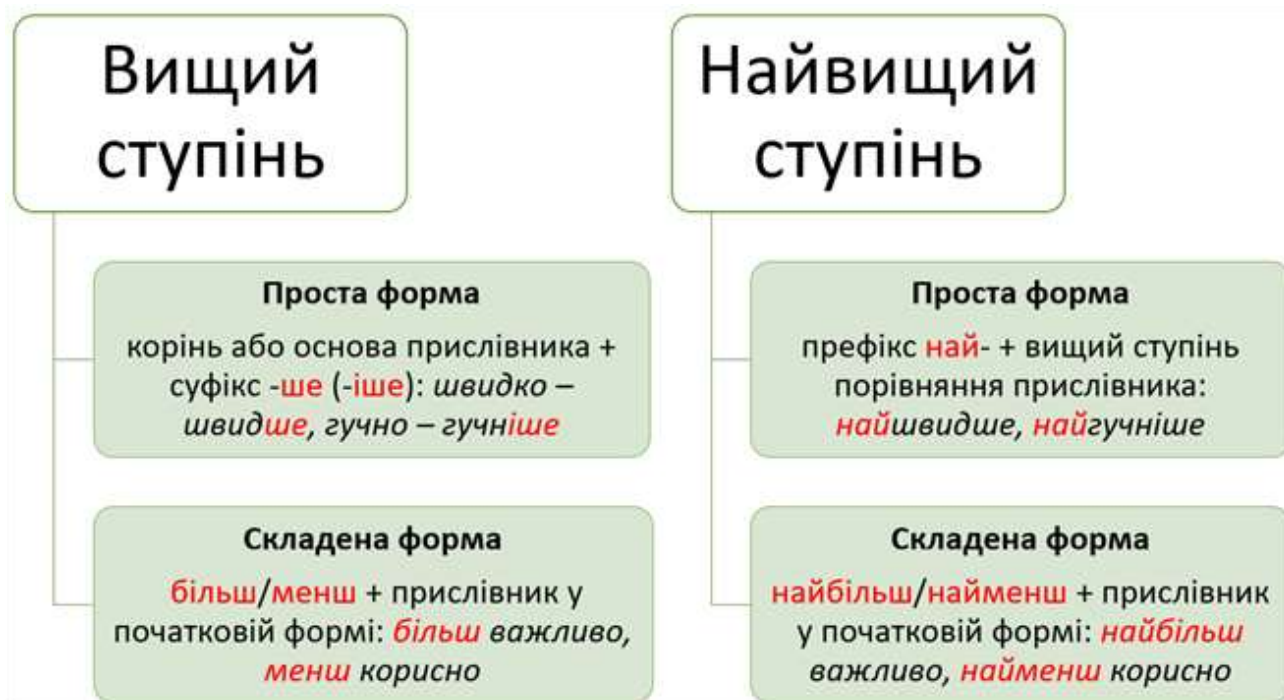 Вищий
ступінь
Проста форма
корінь або основа прислівника +
суфікс -ше (-іше): швидко –
швидше, гучно – гучніше
Складена форма
більш/менш + прислівник у
початковій формі: більш важливо,
менш корисно
Найвищий
ступінь
Проста форма
префікс най- + вищий ступінь
порівняння прислівника:
найшвидше, найгучніше
Складена форма
найбільш/найменш + прислівник
у початковій формі: найбільш
важливо, найменш корисно